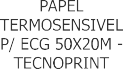 PAPEL
TERMOSENSIVEL
P/ ECG 50X20M -
TECNOPRINT